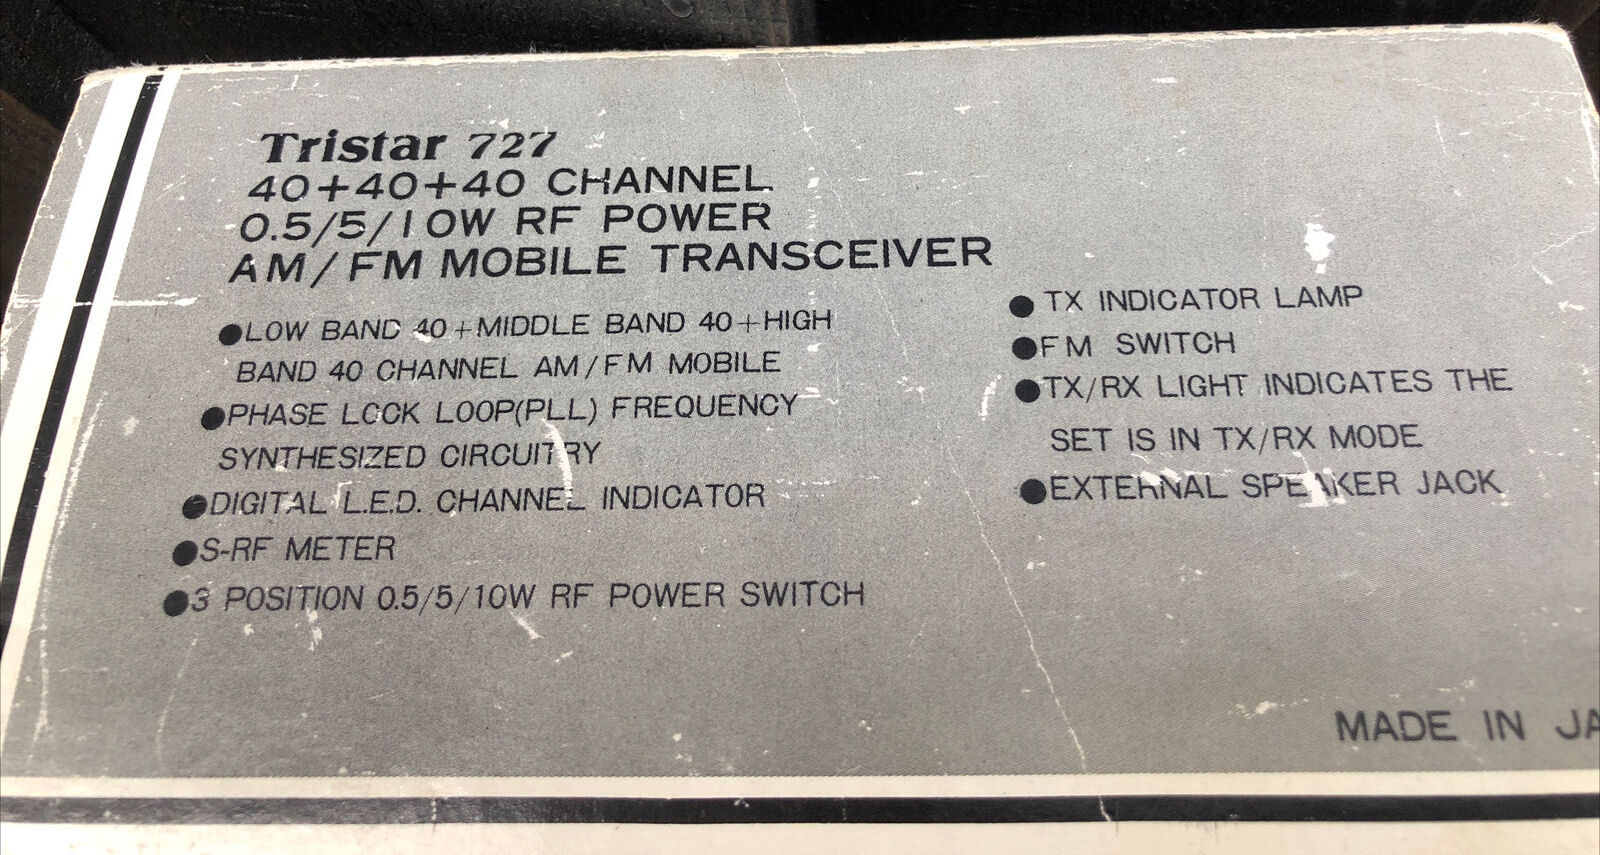 Tristar 727
40+40+40 CHANNEL
0.5/5/10W RF POWER
AM/FM MOBILE TRANSCEIVER
●LOW BAND 40+MIDDLE BAND 40+HIGH
BAND 40 CHANNEL AM/FM MOBILE
●PHASE LOCK LOOP(PLL) FREQUENCY
SYNTHESIZED CIRCUITRY
●DIGITAL L.E.D. CHANNEL INDICATOR
●S-RF METER
●3 POSITION 0.5/5/10W RF POWER SWITCH
●TX INDICATOR LAMP
●FM SWITCH
●TX/RX LIGHT INDICATES THE
SET IS IN TX/RX MODE
●EXTERNAL SPEAKER JACK
MADE IN JA